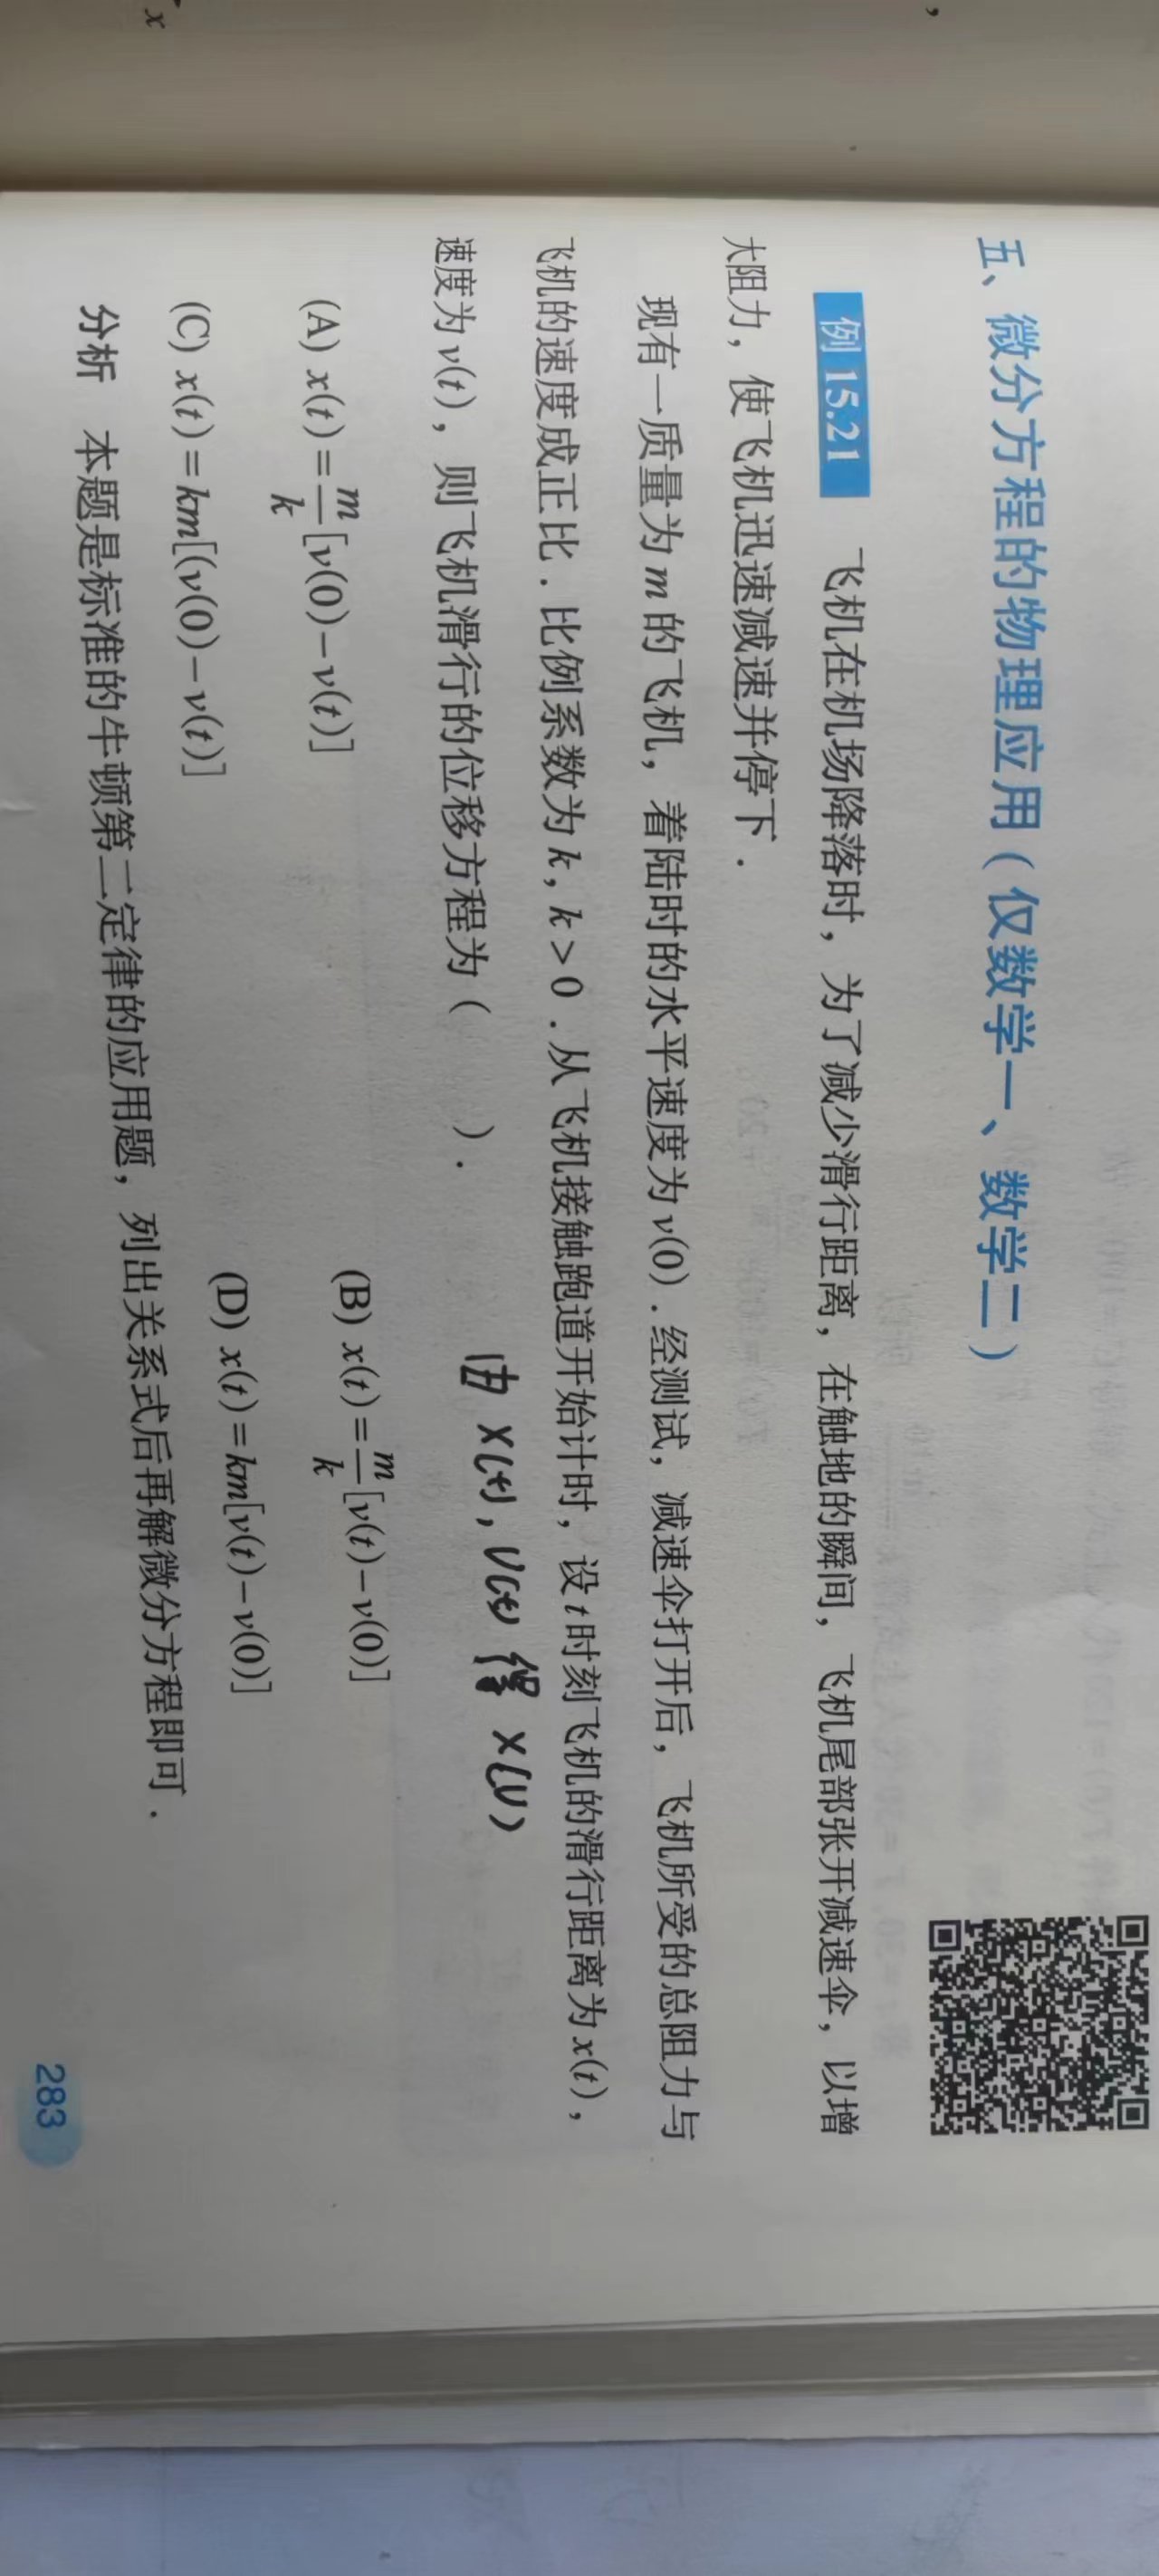 五、微分方程的物理应用（仅数学一、数学二）
例 15.21 飞机在机场降落时，为了减少滑行距离，在触地的瞬间，飞机尾部张开减速伞，以增
大阻力，使飞机迅速减速并停下．
现有一质量为 m 的飞机，着陆时的水平速度为 v(0)．经测试，减速伞打开后，飞机所受的总阻力与
飞机的速度成正比．比例系数为 k，k＞0．从飞机接触跑道开始计时，设 t 时刻飞机的滑行距离为 x(t)，
速度为 v(t)，则飞机滑行的位移方程为（ ）．
由 x(t)，v(t) 得 x(v)
(A) x(t)=m/k[v(0)−v(t)] (B) x(t)=m/k[v(t)−v(0)]
(C) x(t)=km[(v(0)−v(t)] (D) x(t)=km[v(t)−v(0)]
分析 本题是标准的牛顿第二定律的应用题，列出关系式后再解微分方程即可．
283
x